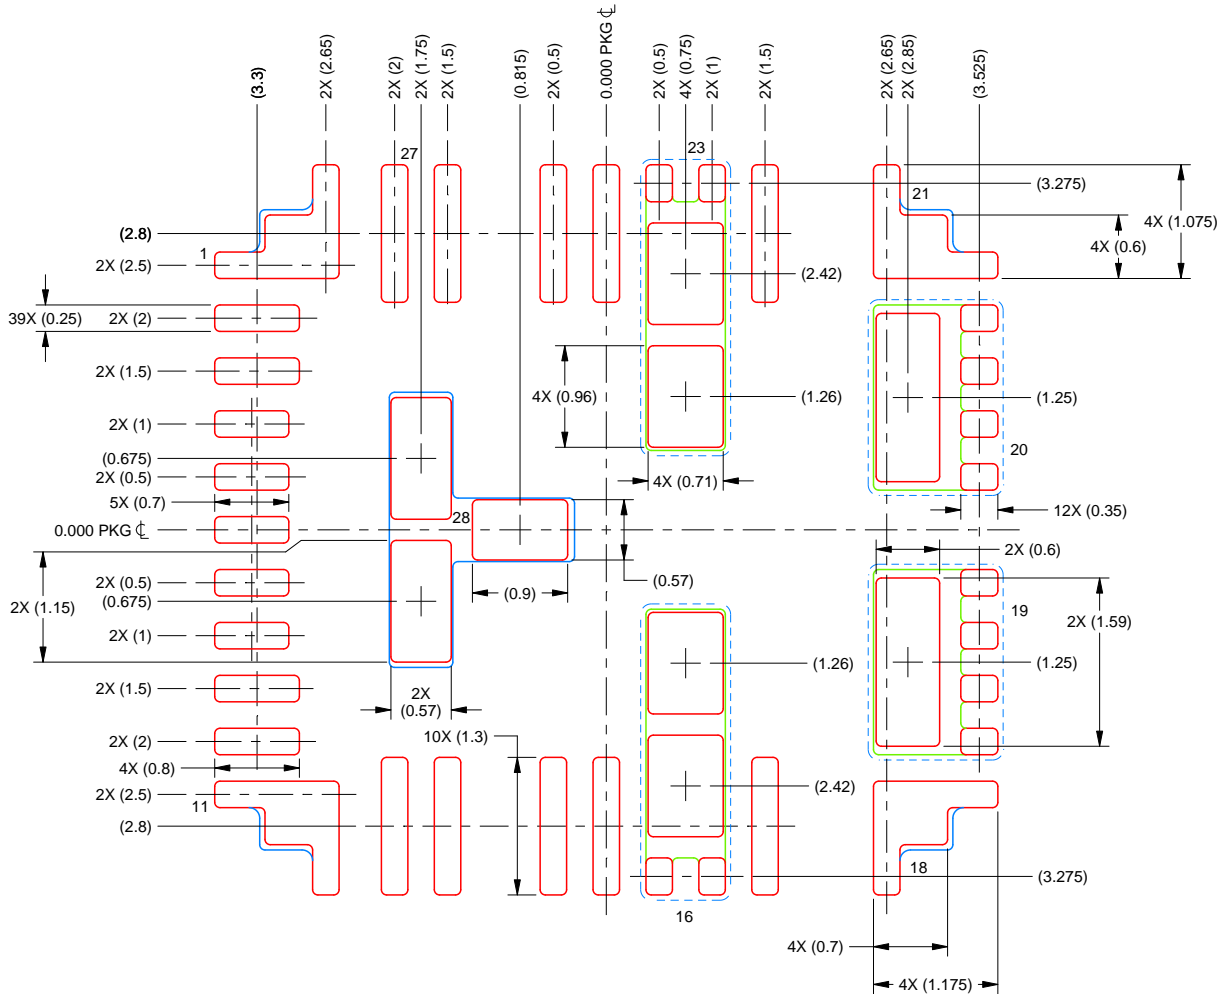 (3.3)
2X (2.65)
2X (2)
2X (1.75)
2X (1.5)
(0.815)
2X (0.5)
0.000 PKG ℄
2X (0.5)
4X (0.75)
2X (1)
2X (1.5)
2X (2.65)
2X (2.85)
(3.525)
27
23
21
(3.275)
4X (1.075)
4X (0.6)
(2.8)
1
2X (2.5)
(2.42)
39X (0.25)
2X (2)
2X (1.5)
4X (0.96)
(1.26)
(1.25)
2X (1)
20
(0.675)
2X (0.5)
4X (0.71)
5X (0.7)
12X (0.35)
28
0.000 PKG ℄
2X (0.6)
2X (0.5)
(0.57)
(0.675)
(0.9)
2X (1.15)
19
2X (1.59)
2X (1)
(1.26)
(1.25)
2X (1.5)
2X
(0.57)
10X (1.3)
2X (2)
4X (0.8)
(2.42)
2X (2.5)
11
(2.8)
18
(3.275)
16
4X (0.7)
4X (1.175)